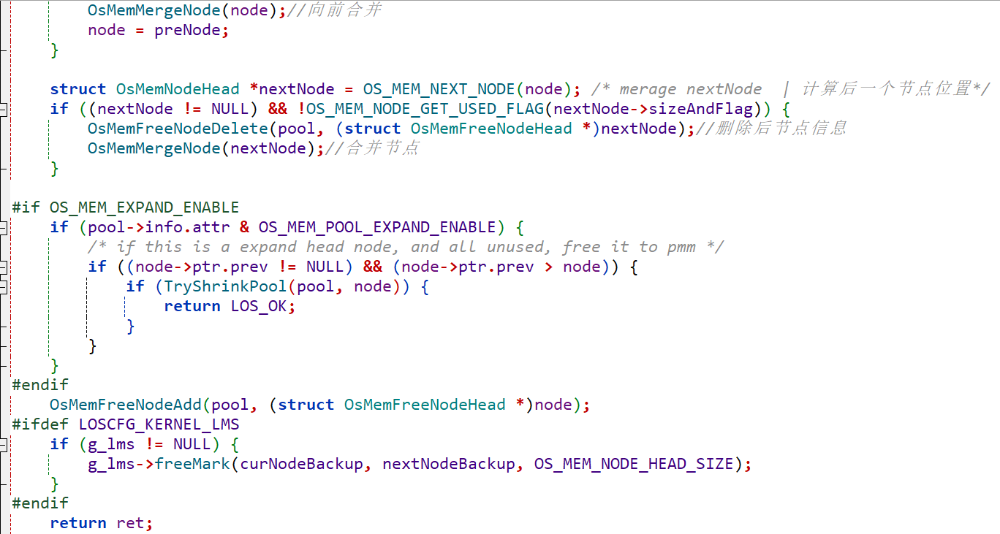 OsMemMergeNode(node);//向前合并
node = preNode;
}
struct OsMemNodeHead *nextNode = OS_MEM_NEXT_NODE(node); /* merage nextNode  | 计算后一个节点位置*/
if ((nextNode != NULL) && !OS_MEM_NODE_GET_USED_FLAG(nextNode->sizeAndFlag)) {
OsMemFreeNodeDelete(pool, (struct OsMemFreeNodeHead *)nextNode);//删除后节点信息
OsMemMergeNode(nextNode);//合并节点
}
#if OS_MEM_EXPAND_ENABLE
if (pool->info.attr & OS_MEM_POOL_EXPAND_ENABLE) {
/* if this is a expand head node, and all unused, free it to pmm */
if ((node->ptr.prev != NULL) && (node->ptr.prev > node)) {
if (TryShrinkPool(pool, node)) {
return LOS_OK;
}
}
}
#endif
OsMemFreeNodeAdd(pool, (struct OsMemFreeNodeHead *)node);
#ifdef LOSCFG_KERNEL_LMS
if (g_lms != NULL) {
g_lms->freeMark(curNodeBackup, nextNodeBackup, OS_MEM_NODE_HEAD_SIZE);
}
#endif
return ret;